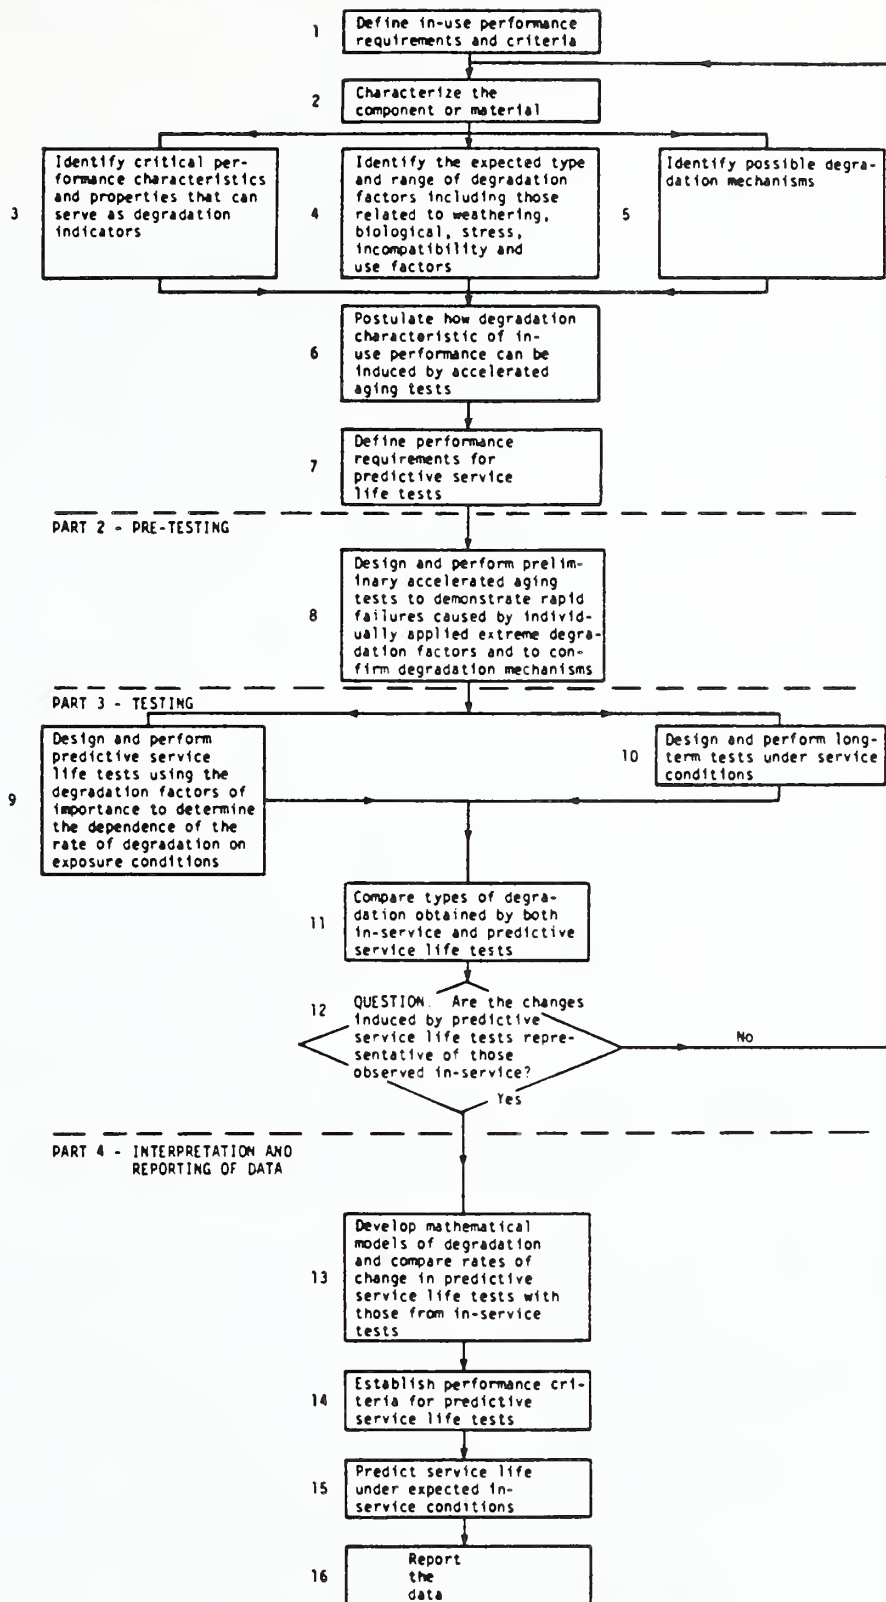 1
Define in-use performance
requirements and criteria
2
Characterize the
component or material
3
Identify critical per-
formance characteristics
and properties that can
serve as degradation
indicators
4
Identify the expected type
and range of degradation
factors including those
related to weathering,
biological, stress,
incompatibility and
use factors
5
Identify possible degra-
dation mechanisms
6
Postulate how degradation
characteristic of in-
use performance can be
induced by accelerated
aging tests
7
Define performance
requirements for
predictive service
life tests
PART 2 - PRE-TESTING
8
Design and perform prelim-
inary accelerated aging
tests to demonstrate rapid
failures caused by individ-
ually applied extreme degra-
dation factors and to con-
firm degradation mechanisms
PART 3 - TESTING
9
Design and perform
predictive service
life tests using the
degradation factors of
importance to determine
the dependence of the
rate of degradation on
exposure conditions
10
Design and perform long-
term tests under service
conditions
11
Compare types of degra-
dation obtained by both
in-service and predictive
service life tests
12
QUESTION. Are the changes
induced by predictive
service life tests repre-
sentative of those
observed in-service?
No
Yes
PART 4 - INTERPRETATION AND
REPORTING OF DATA
13
Develop mathematical
models of degradation
and compare rates of
change in predictive
service life tests with
those from in-service
tests
14
Establish performance cri-
teria for predictive
service life tests
15
Predict service life
under expected in-
service conditions
16
Report
the
data